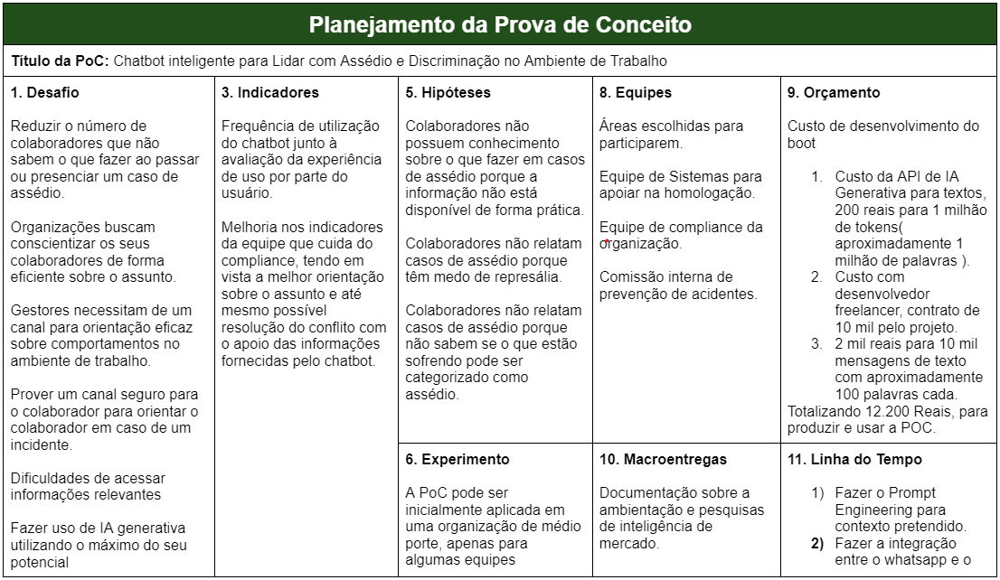 Planejamento da Prova de Conceito
Título da PoC: Chatbot inteligente para Lidar com Assédio e Discriminação no Ambiente de Trabalho
1. Desafio
Reduzir o número de
colaboradores que não
sabem o que fazer ao passar
ou presenciar um caso de
assédio.
Organizações buscam
conscientizar os seus
colaboradores de forma
eficiente sobre o assunto.
Gestores necessitam de um
canal para orientação eficaz
sobre comportamentos no
ambiente de trabalho.
Prover um canal seguro para
o colaborador para orientar o
colaborador em caso de um
incidente.
Dificuldades de acessar
informações relevantes
Fazer uso de IA generativa
utilizando o máximo do seu
potencial
3. Indicadores
Frequência de utilização
do chatbot junto à
avaliação da experiência
de uso por parte do
usuário.
Melhoria nos indicadores
da equipe que cuida do
compliance, tendo em
vista a melhor orientação
sobre o assunto e até
mesmo possível
resolução do conflito com
o apoio das informações
fornecidas pelo chatbot.
5. Hipóteses
Colaboradores não
possuem conhecimento
sobre o que fazer em casos
de assédio porque a
informação não está
disponível de forma prática.
Colaboradores não relatam
casos de assédio porque
têm medo de represália.
Colaboradores não relatam
casos de assédio porque
não sabem se o que estão
sofrendo pode ser
categorizado como
assédio.
6. Experimento
A PoC pode ser
inicialmente aplicada em
uma organização de médio
porte, apenas para
algumas equipes
8. Equipes
Áreas escolhidas para
participarem.
Equipe de Sistemas para
apoiar na homologação.
Equipe de compliance da
organização.
Comissão interna de
prevenção de acidentes.
10. Macroentregas
Documentação sobre a
ambientação e pesquisas
de inteligência de
mercado.
9. Orçamento
Custo de desenvolvimento do
boot
1. Custo da API de IA
Generativa para textos,
200 reais para 1 milhão
de tokens(
aproximadamente 1
milhão de palavras ).
2. Custo com
desenvolvedor
freelancer, contrato de
10 mil pelo projeto.
3. 2 mil reais para 10 mil
mensagens de texto
com aproximadamente
100 palavras cada.
Totalizando 12.200 Reais, para
produzir e usar a POC.
11. Linha do Tempo
1) Fazer o Prompt
Engineering para
contexto pretendido.
2) Fazer a integração
entre o whatsapp e o